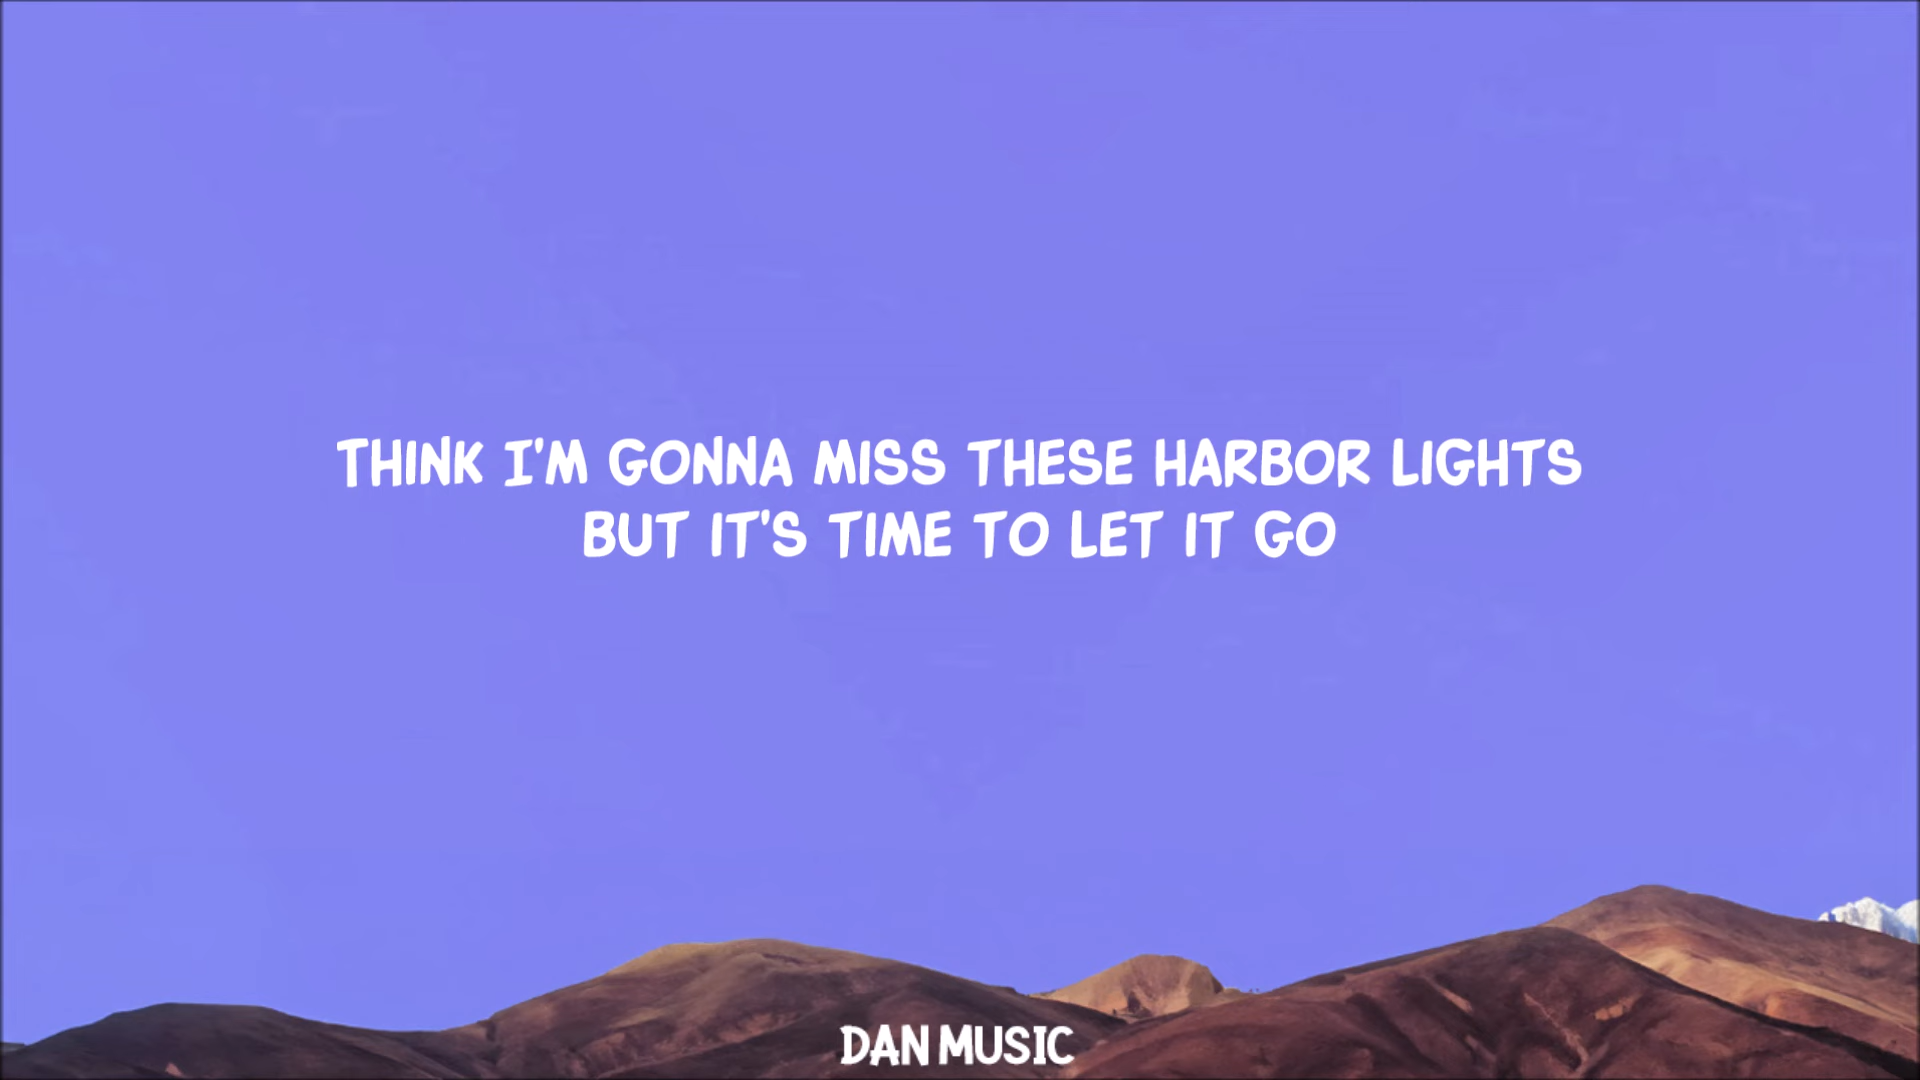 THINK I'M GONNA MISS THESE HARBOR LIGHTS
BUT IT'S TIME TO LET IT GO
DAN MUSIC